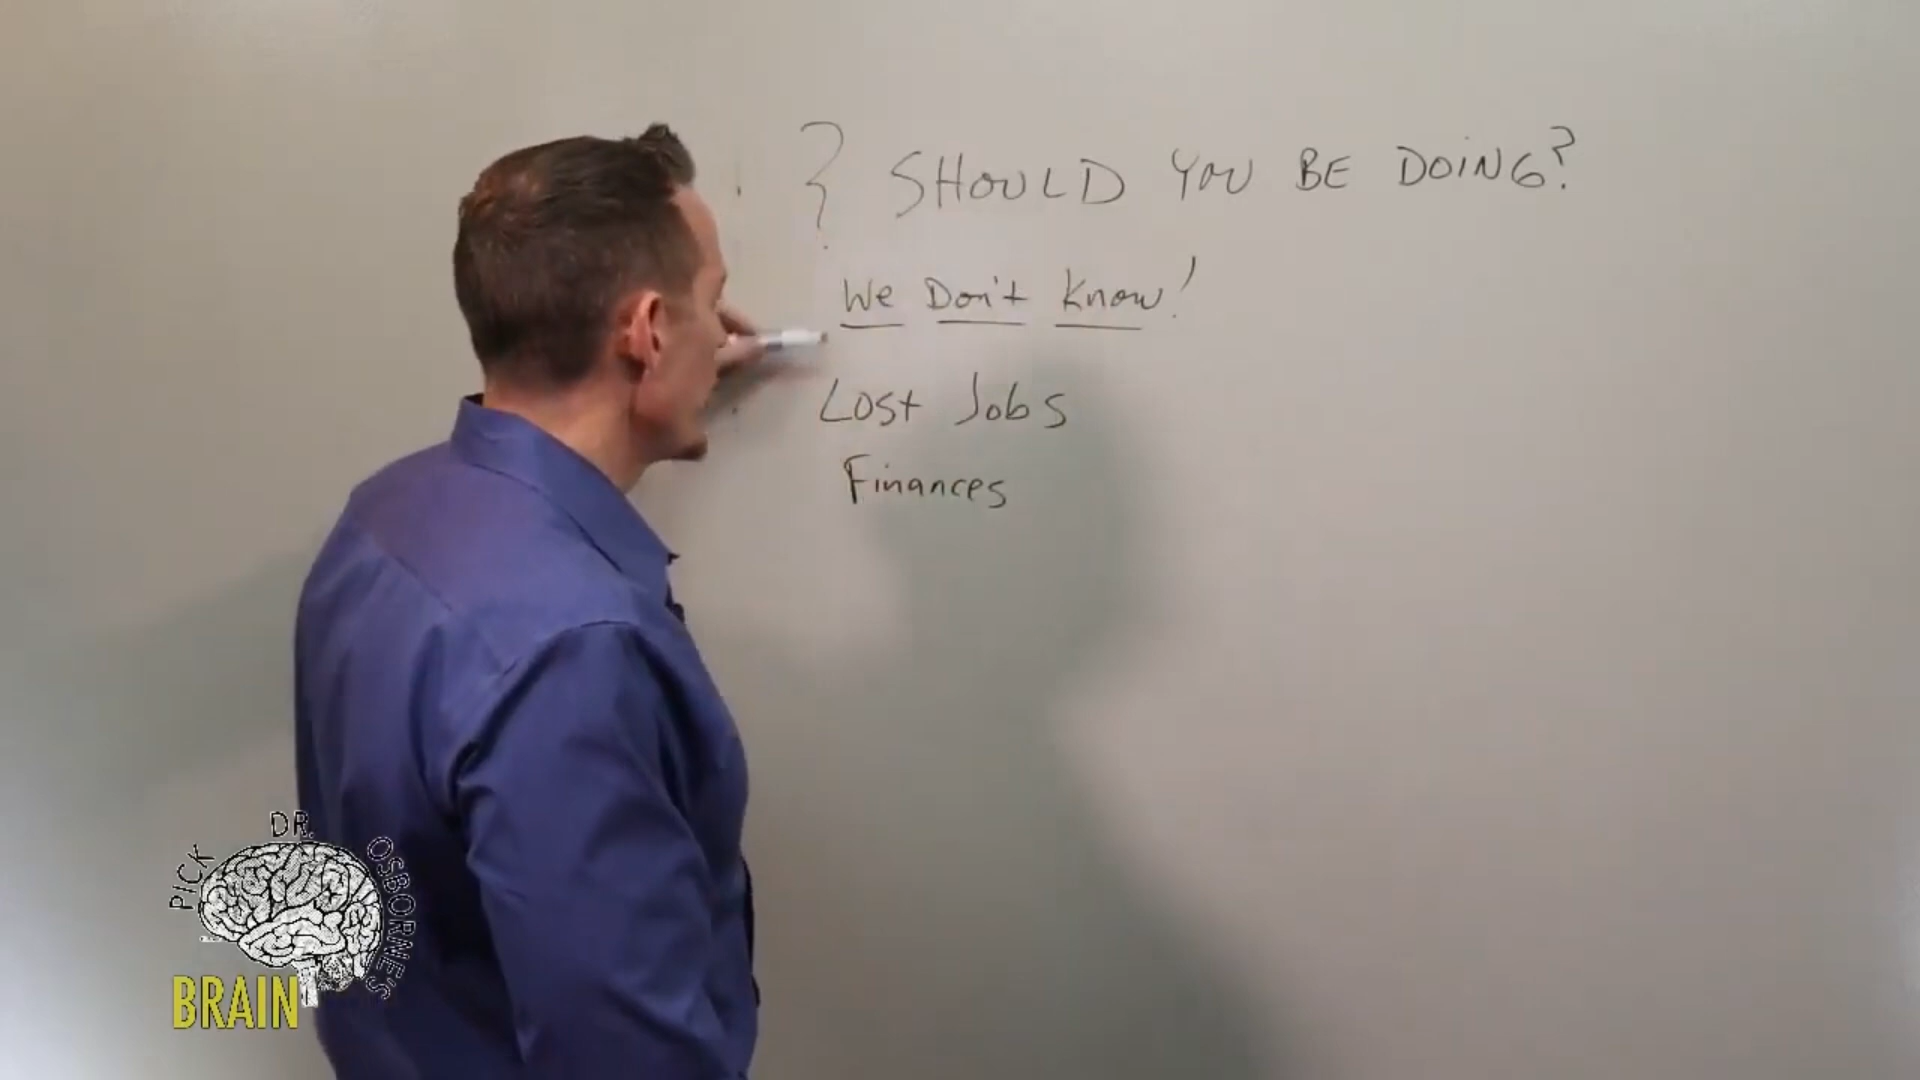 ? SHOULD YOU BE DOING?
We Don't Know!
Lost Jobs
Finances
PICK DR. OSBORNE'S
BRAIN